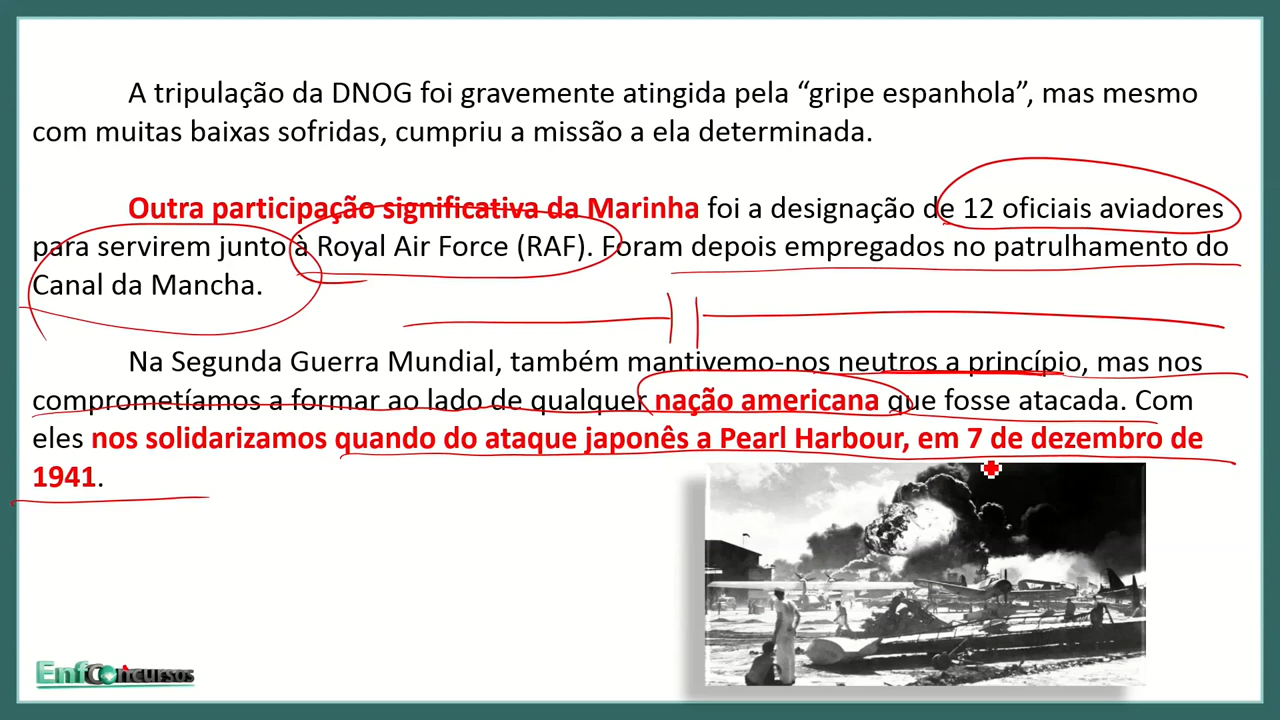 A tripulação da DNOG foi gravemente atingida pela “gripe espanhola”, mas mesmo
com muitas baixas sofridas, cumpriu a missão a ela determinada.
Outra participação significativa da Marinha foi a designação de 12 oficiais aviadores
para servirem junto à Royal Air Force (RAF). Foram depois empregados no patrulhamento do
Canal da Mancha.
Na Segunda Guerra Mundial, também mantivemo-nos neutros a princípio, mas nos
comprometíamos a formar ao lado de qualquer nação americana que fosse atacada. Com
eles nos solidarizamos quando do ataque japonês a Pearl Harbour, em 7 de dezembro de
1941.
EnfConcursos